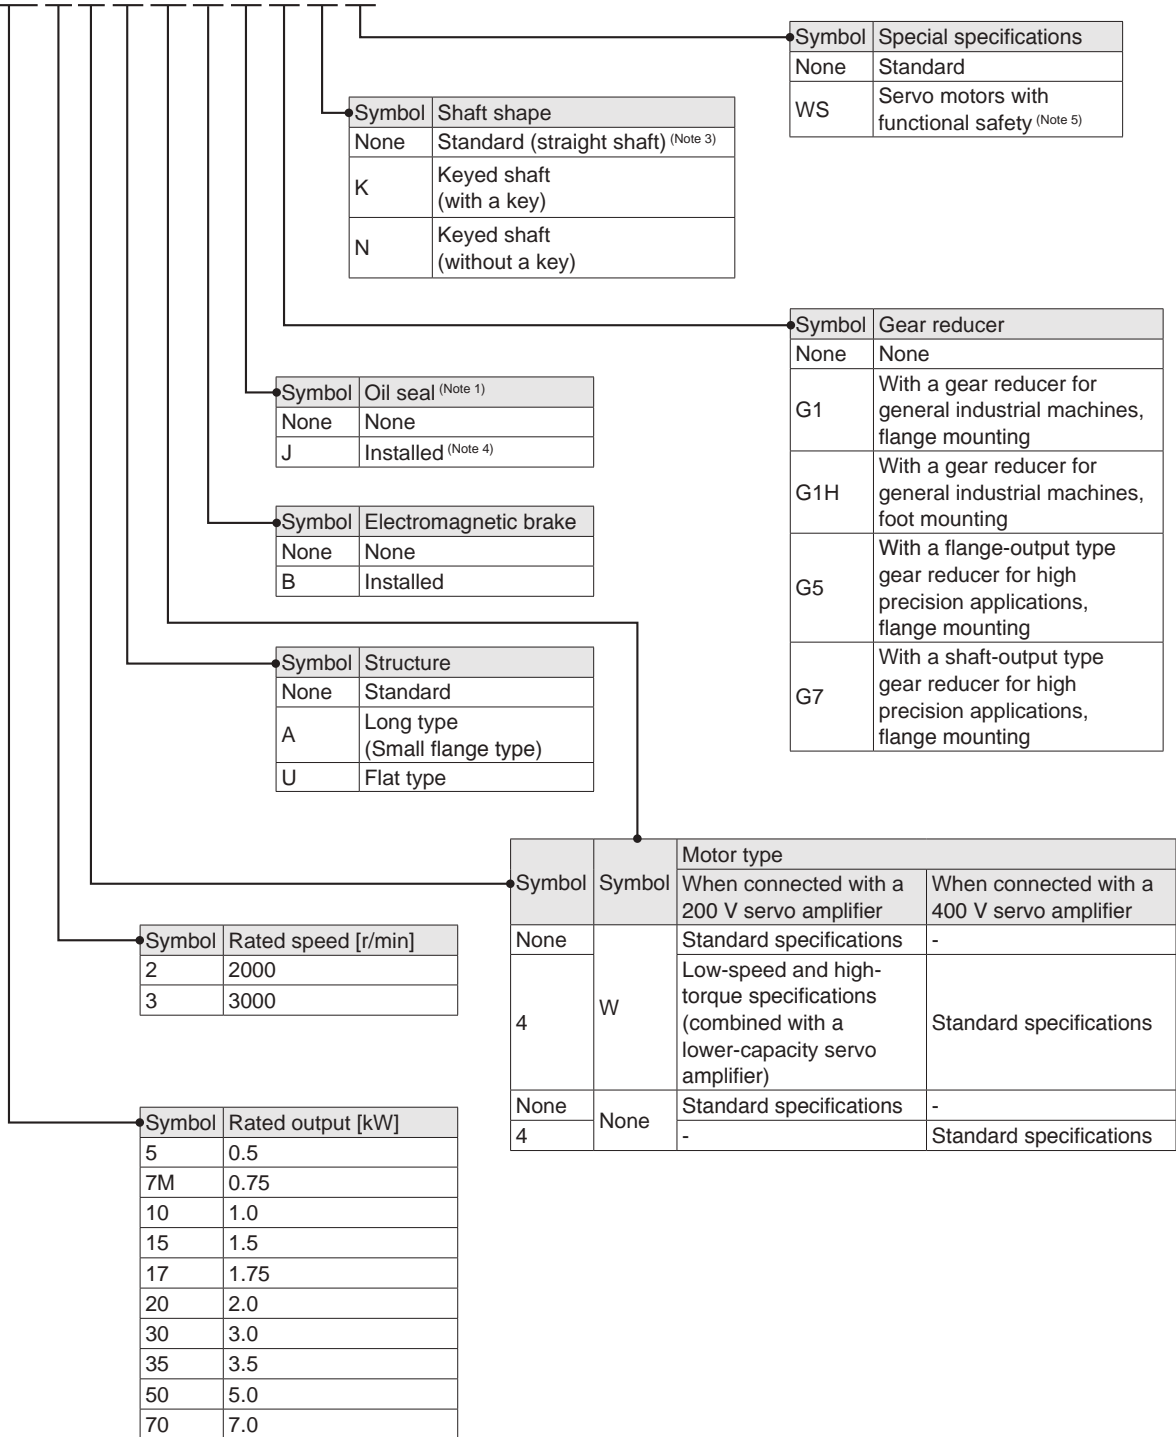 Symbol Special specifications
None Standard
WS Servo motors with
functional safety (Note 5)
Symbol Shaft shape
None Standard (straight shaft) (Note 3)
K Keyed shaft
(with a key)
N Keyed shaft
(without a key)
Symbol Gear reducer
None None
G1 With a gear reducer for
general industrial machines,
flange mounting
G1H With a gear reducer for
general industrial machines,
foot mounting
G5 With a flange-output type
gear reducer for high
precision applications,
flange mounting
G7 With a shaft-output type
gear reducer for high
precision applications,
flange mounting
Symbol Oil seal (Note 1)
None None
J Installed (Note 4)
Symbol Electromagnetic brake
None None
B Installed
Symbol Structure
None Standard
A Long type
(Small flange type)
U Flat type
Symbol Symbol Motor type
When connected with a
200 V servo amplifier
When connected with a
400 V servo amplifier
None W Standard specifications -
4 Low-speed and high-
torque specifications
(combined with a
lower-capacity servo
amplifier)
Standard specifications
None None Standard specifications -
4 - Standard specifications
Symbol Rated speed [r/min]
2 2000
3 3000
Symbol Rated output [kW]
5 0.5
7M 0.75
10 1.0
15 1.5
17 1.75
20 2.0
30 3.0
35 3.5
50 5.0
70 7.0